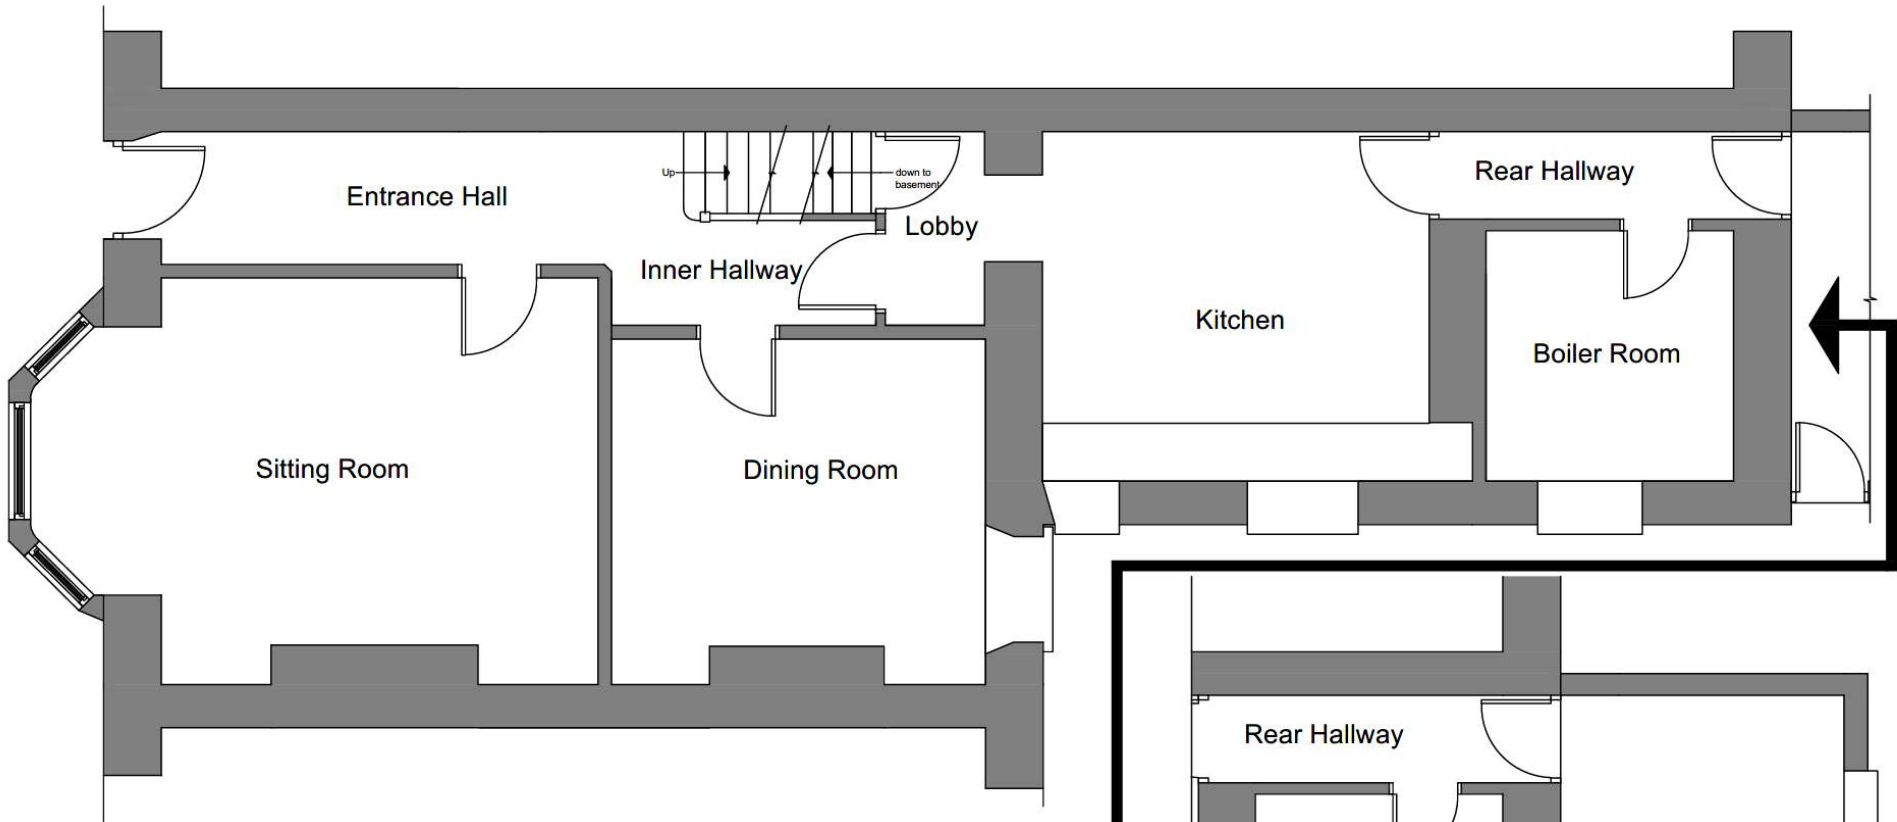 Up
down to
basement
Rear Hallway
Entrance Hall
Lobby
Inner Hallway
Kitchen
Boiler Room
Sitting Room
Dining Room
Rear Hallway